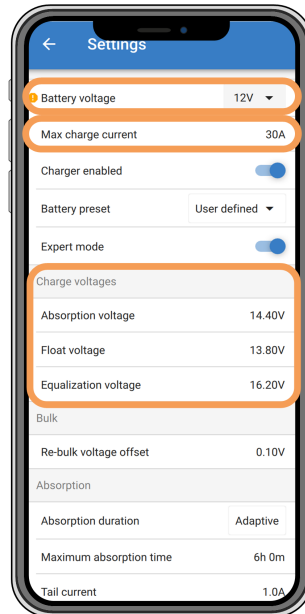 Settings
Battery voltage 12V
Max charge current 30A
Charger enabled
Battery preset User defined
Expert mode
Charge voltages
Absorption voltage 14.40V
Float voltage 13.80V
Equalization voltage 16.20V
Bulk
Re-bulk voltage offset 0.10V
Absorption
Absorption duration Adaptive
Maximum absorption time 6h 0m
Tail current 1.0A